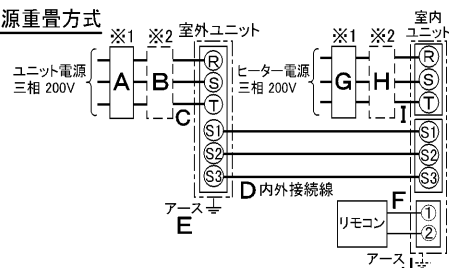 源重畳方式
※1 ※2 室外ユニット
ユニット電源
三相 200V
A B
R
S
T
C
S1
S2
S3
アース
E
D 内外接続線
※1 ※2 室内
ユニット
ヒーター電源
三相 200V
G H
R
S
T
I
S1
S2
S3
F
リモコン
①
②
アース